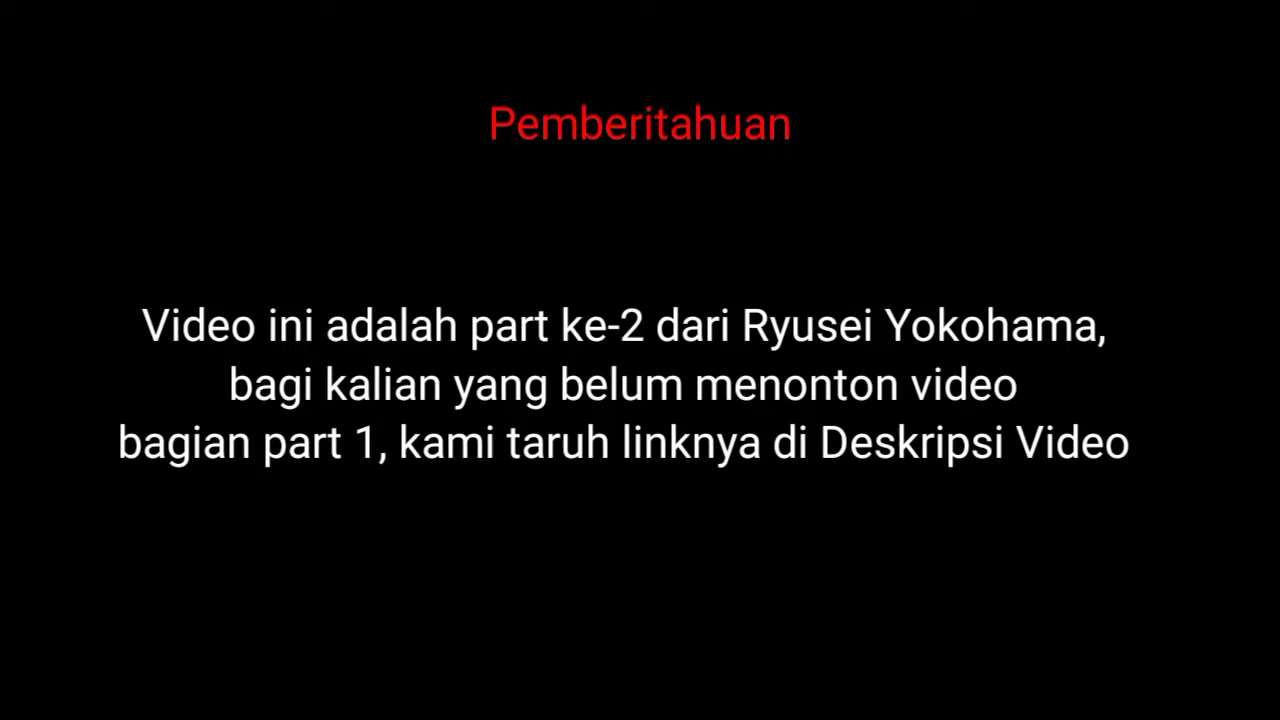 Pemberitahuan
Video ini adalah part ke-2 dari Ryusei Yokohama,
bagi kalian yang belum menonton video
bagian part 1, kami taruh linknya di Deskripsi Video